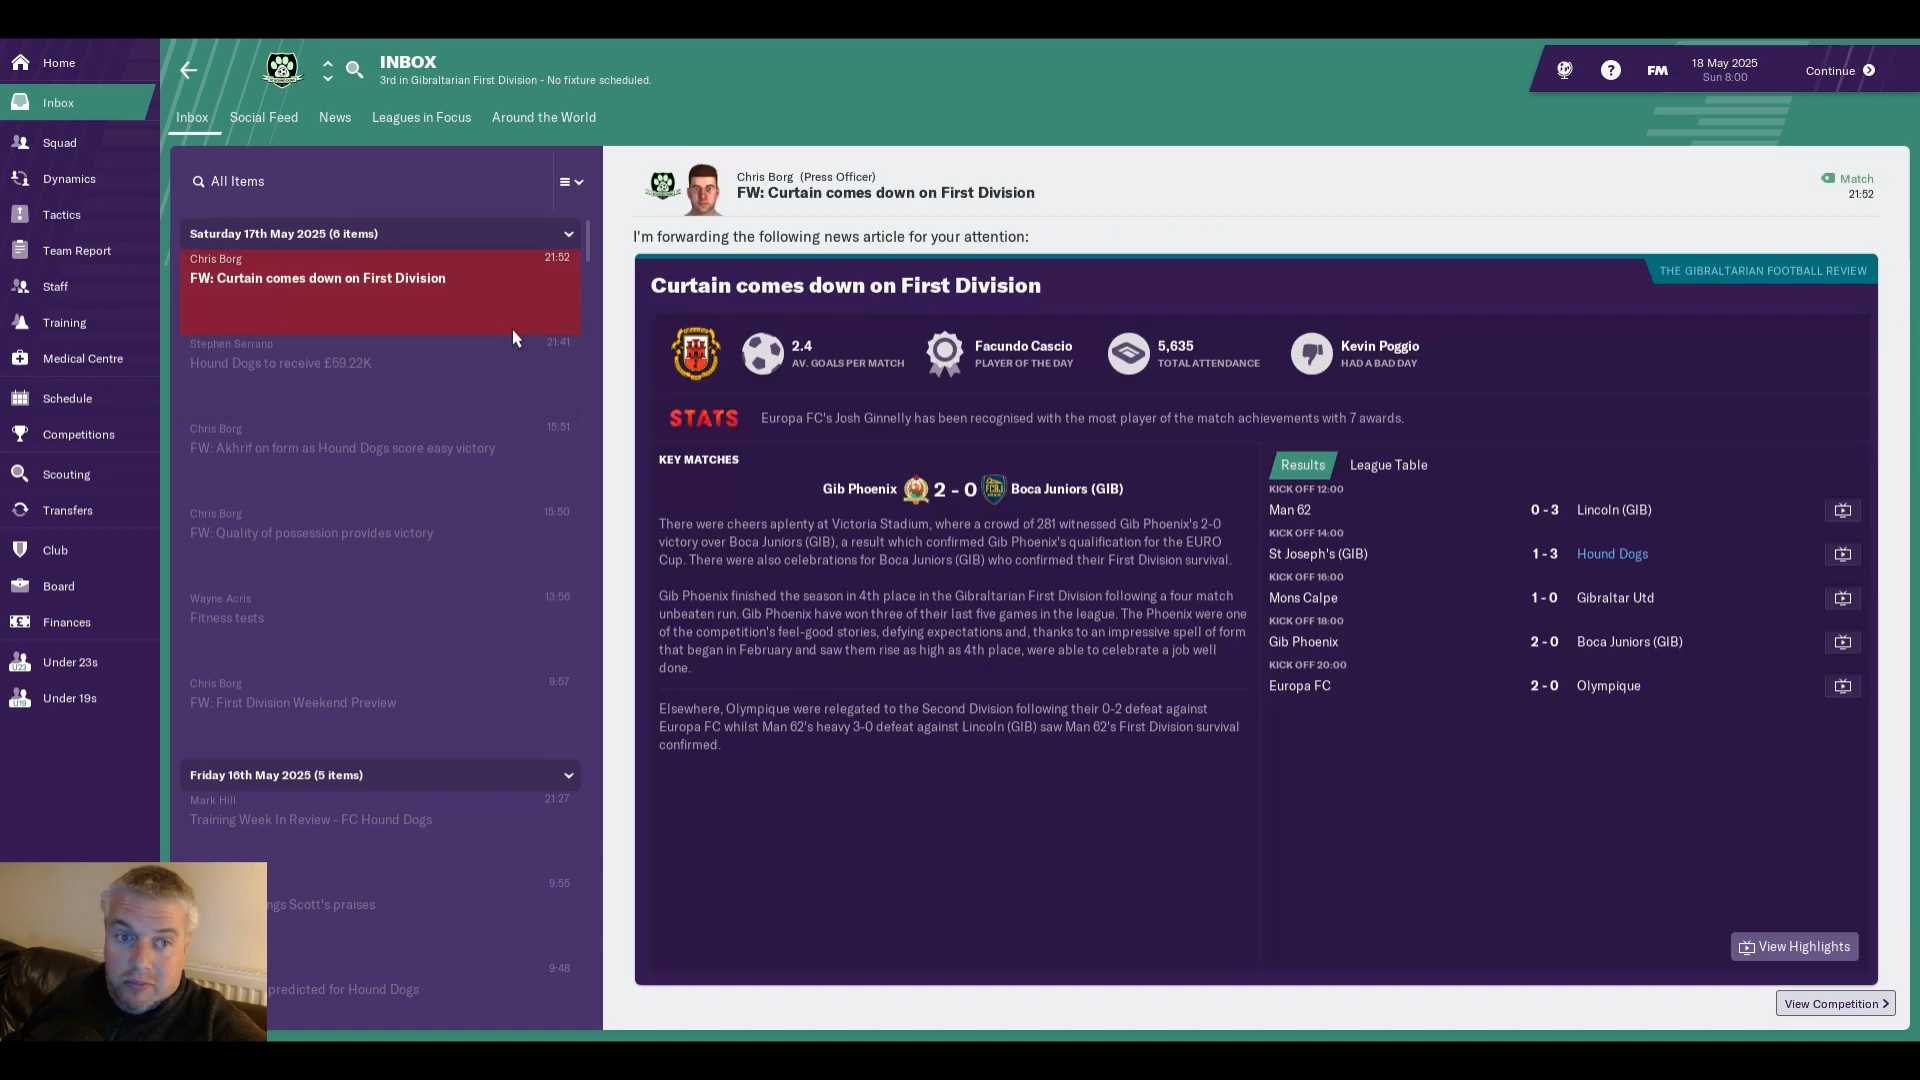 Home
Inbox
Squad
Dynamics
Tactics
Team Report
Staff
Training
Medical Centre
Schedule
Competitions
Scouting
Transfers
Club
Board
Finances
U23
Under 23s
U19
Under 19s
INBOX
3rd in Gibraltarian First Division - No fixture scheduled.
FM
18 May 2025
Sun 8:00
Continue
Inbox Social Feed News Leagues in Focus Around the World
All Items
Saturday 17th May 2025 (6 items)
Chris Borg 21:52
FW: Curtain comes down on First Division
Stephen Serrano 21:41
Hound Dogs to receive £59.22K
Chris Borg 15:51
FW: Akhrif on form as Hound Dogs score easy victory
Chris Borg 15:50
FW: Quality of possession provides victory
Wayne Acris 13:56
Fitness tests
Chris Borg 9:57
FW: First Division Weekend Preview
Friday 16th May 2025 (5 items)
Mark Hill 21:27
Training Week In Review - FC Hound Dogs
9:55
ngs Scott's praises
9:48
predicted for Hound Dogs
Chris Borg (Press Officer)
FW: Curtain comes down on First Division
Match
21:52
I'm forwarding the following news article for your attention:
THE GIBRALTARIAN FOOTBALL REVIEW
Curtain comes down on First Division
2.4
AV. GOALS PER MATCH
Facundo Cascio
PLAYER OF THE DAY
5,635
TOTAL ATTENDANCE
Kevin Poggio
HAD A BAD DAY
STATS Europa FC's Josh Ginnelly has been recognised with the most player of the match achievements with 7 awards.
KEY MATCHES
Gib Phoenix 2 - 0 Boca Juniors (GIB)
There were cheers aplenty at Victoria Stadium, where a crowd of 281 witnessed Gib Phoenix's 2-0
victory over Boca Juniors (GIB), a result which confirmed Gib Phoenix's qualification for the EURO
Cup. There were also celebrations for Boca Juniors (GIB) who confirmed their First Division survival.
Gib Phoenix finished the season in 4th place in the Gibraltarian First Division following a four match
unbeaten run. Gib Phoenix have won three of their last five games in the league. The Phoenix were one
of the competition's feel-good stories, defying expectations and, thanks to an impressive spell of form
that began in February and saw them rise as high as 4th place, were able to celebrate a job well
done.
Elsewhere, Olympique were relegated to the Second Division following their 0-2 defeat against
Europa FC whilst Man 62's heavy 3-0 defeat against Lincoln (GIB) saw Man 62's First Division survival
confirmed.
Results League Table
KICK OFF 12:00
Man 62 0 - 3 Lincoln (GIB)
KICK OFF 14:00
St Joseph's (GIB) 1 - 3 Hound Dogs
KICK OFF 16:00
Mons Calpe 1 - 0 Gibraltar Utd
KICK OFF 18:00
Gib Phoenix 2 - 0 Boca Juniors (GIB)
KICK OFF 20:00
Europa FC 2 - 0 Olympique
View Highlights
View Competition